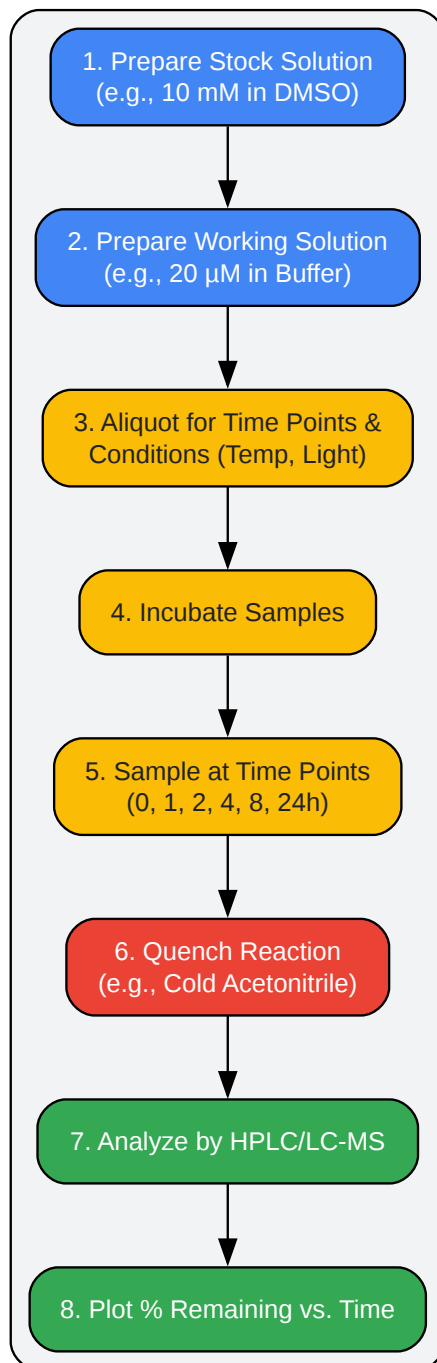 1. Prepare Stock Solution
(e.g., 10 mM in DMSO)
2. Prepare Working Solution
(e.g., 20 µM in Buffer)
3. Aliquot for Time Points &
Conditions (Temp, Light)
4. Incubate Samples
5. Sample at Time Points
(0, 1, 2, 4, 8, 24h)
6. Quench Reaction
(e.g., Cold Acetonitrile)
7. Analyze by HPLC/LC-MS
8. Plot % Remaining vs. Time